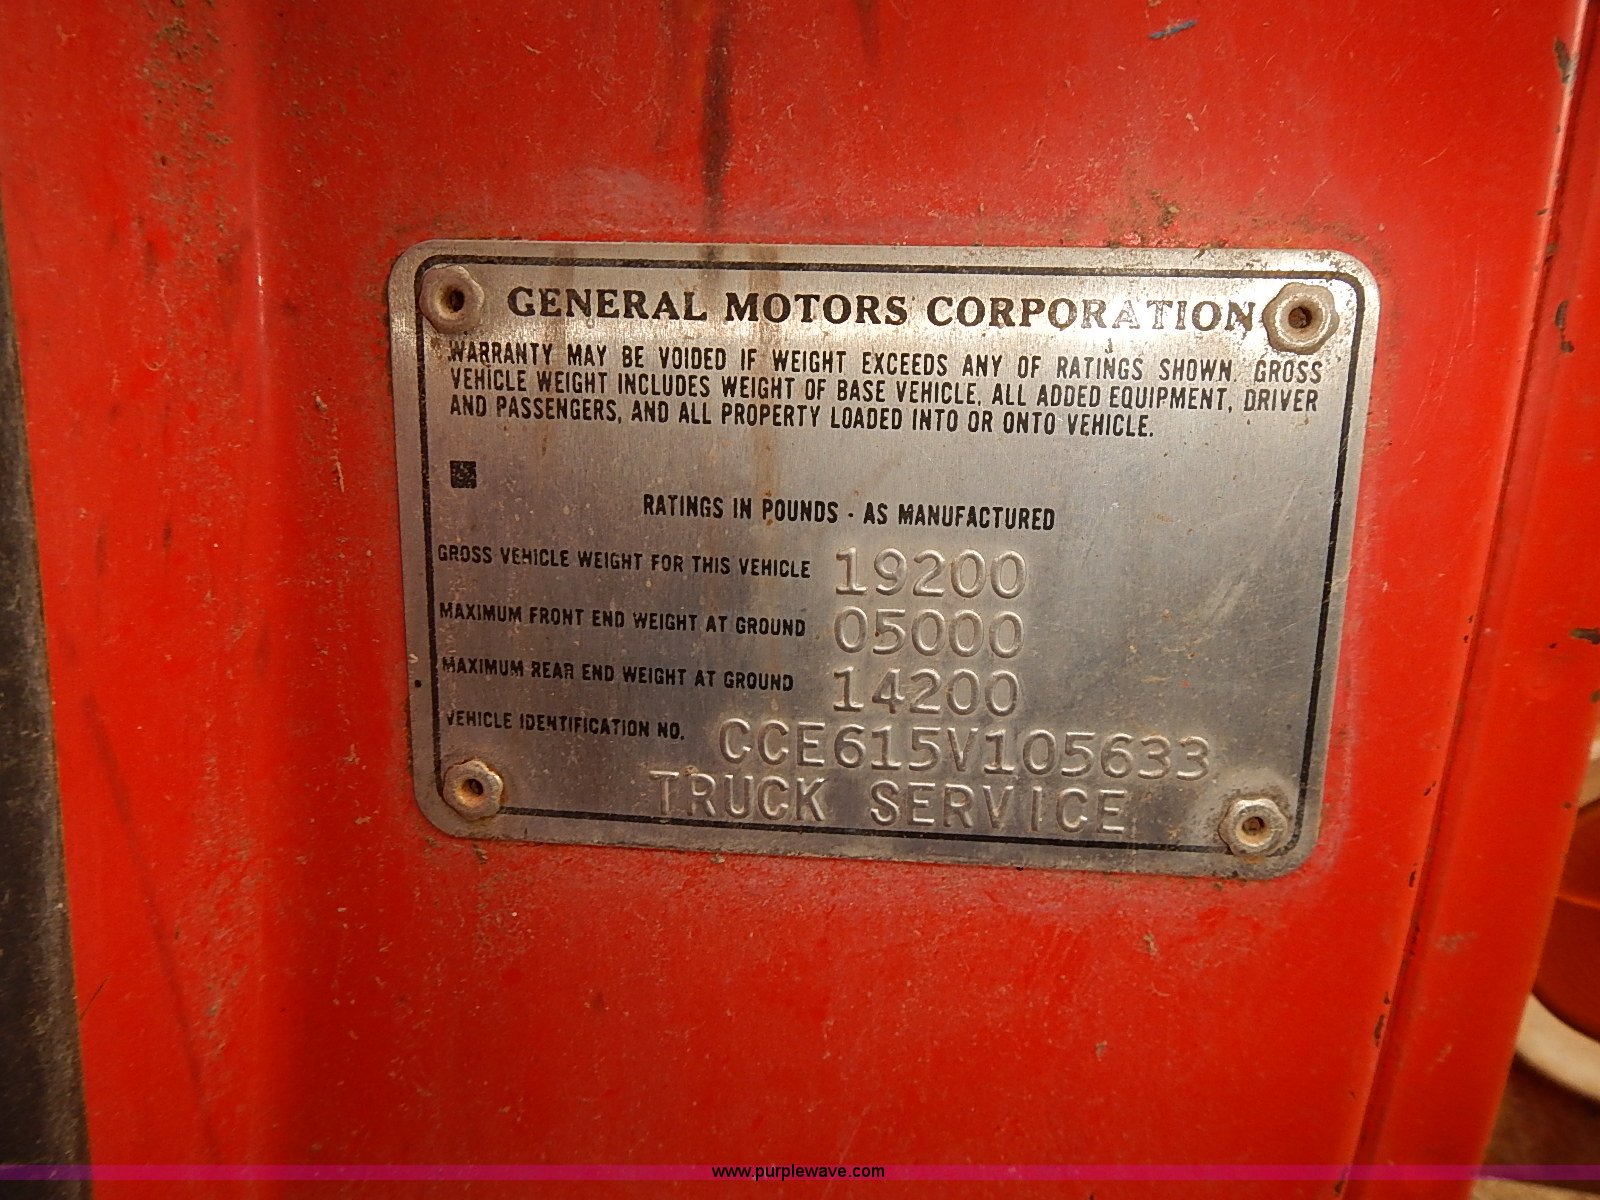 GENERAL MOTORS CORPORATION
WARRANTY MAY BE VOIDED IF WEIGHT EXCEEDS ANY OF RATINGS SHOWN. GROSS
VEHICLE WEIGHT INCLUDES WEIGHT OF BASE VEHICLE, ALL ADDED EQUIPMENT, DRIVER
AND PASSENGERS, AND ALL PROPERTY LOADED INTO OR ONTO VEHICLE.
RATINGS IN POUNDS - AS MANUFACTURED
GROSS VEHICLE WEIGHT FOR THIS VEHICLE 19200
MAXIMUM FRONT END WEIGHT AT GROUND 05000
MAXIMUM REAR END WEIGHT AT GROUND 14200
VEHICLE IDENTIFICATION NO. CCE615V105633
TRUCK SERVICE
www.purplewave.com